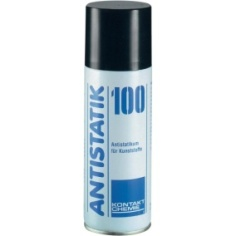 ANTISTATIK
100
Antistatikum
für Kunststoffe
KONTAKT
CHEMIE